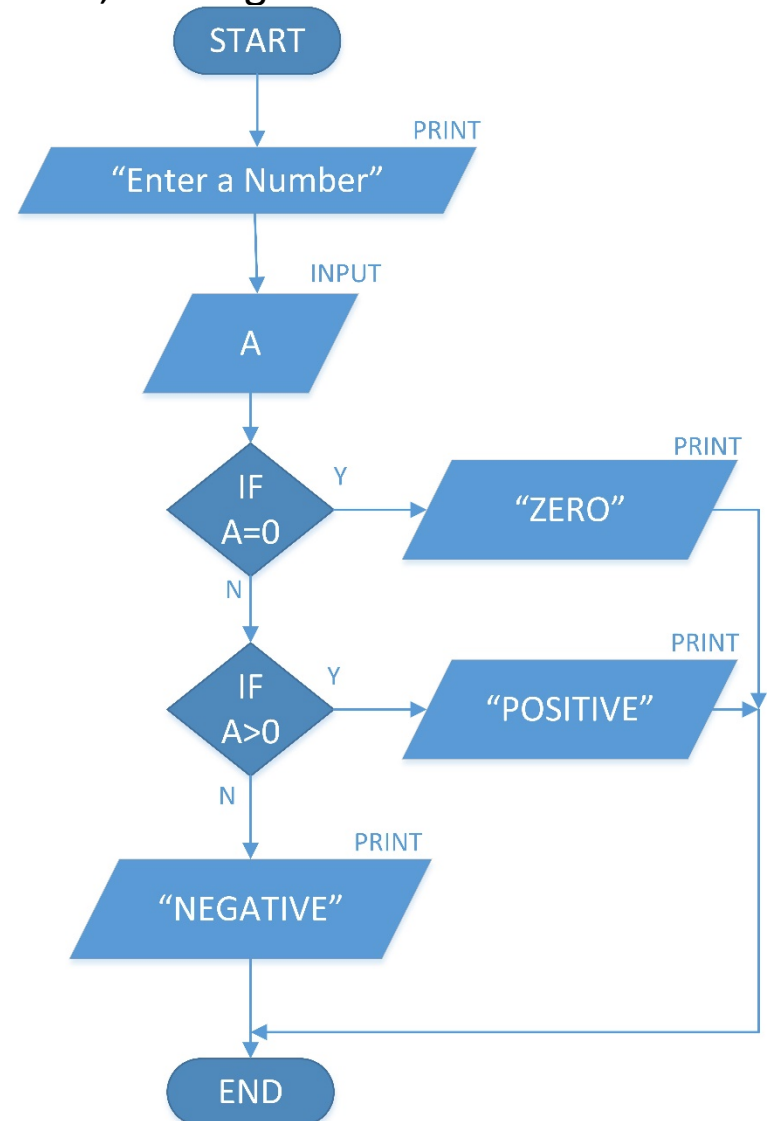 START
PRINT
“Enter a Number”
INPUT
A
PRINT
IF
A=0
Y
“ZERO”
N
PRINT
IF
A>0
Y
“POSITIVE”
N
PRINT
“NEGATIVE”
END